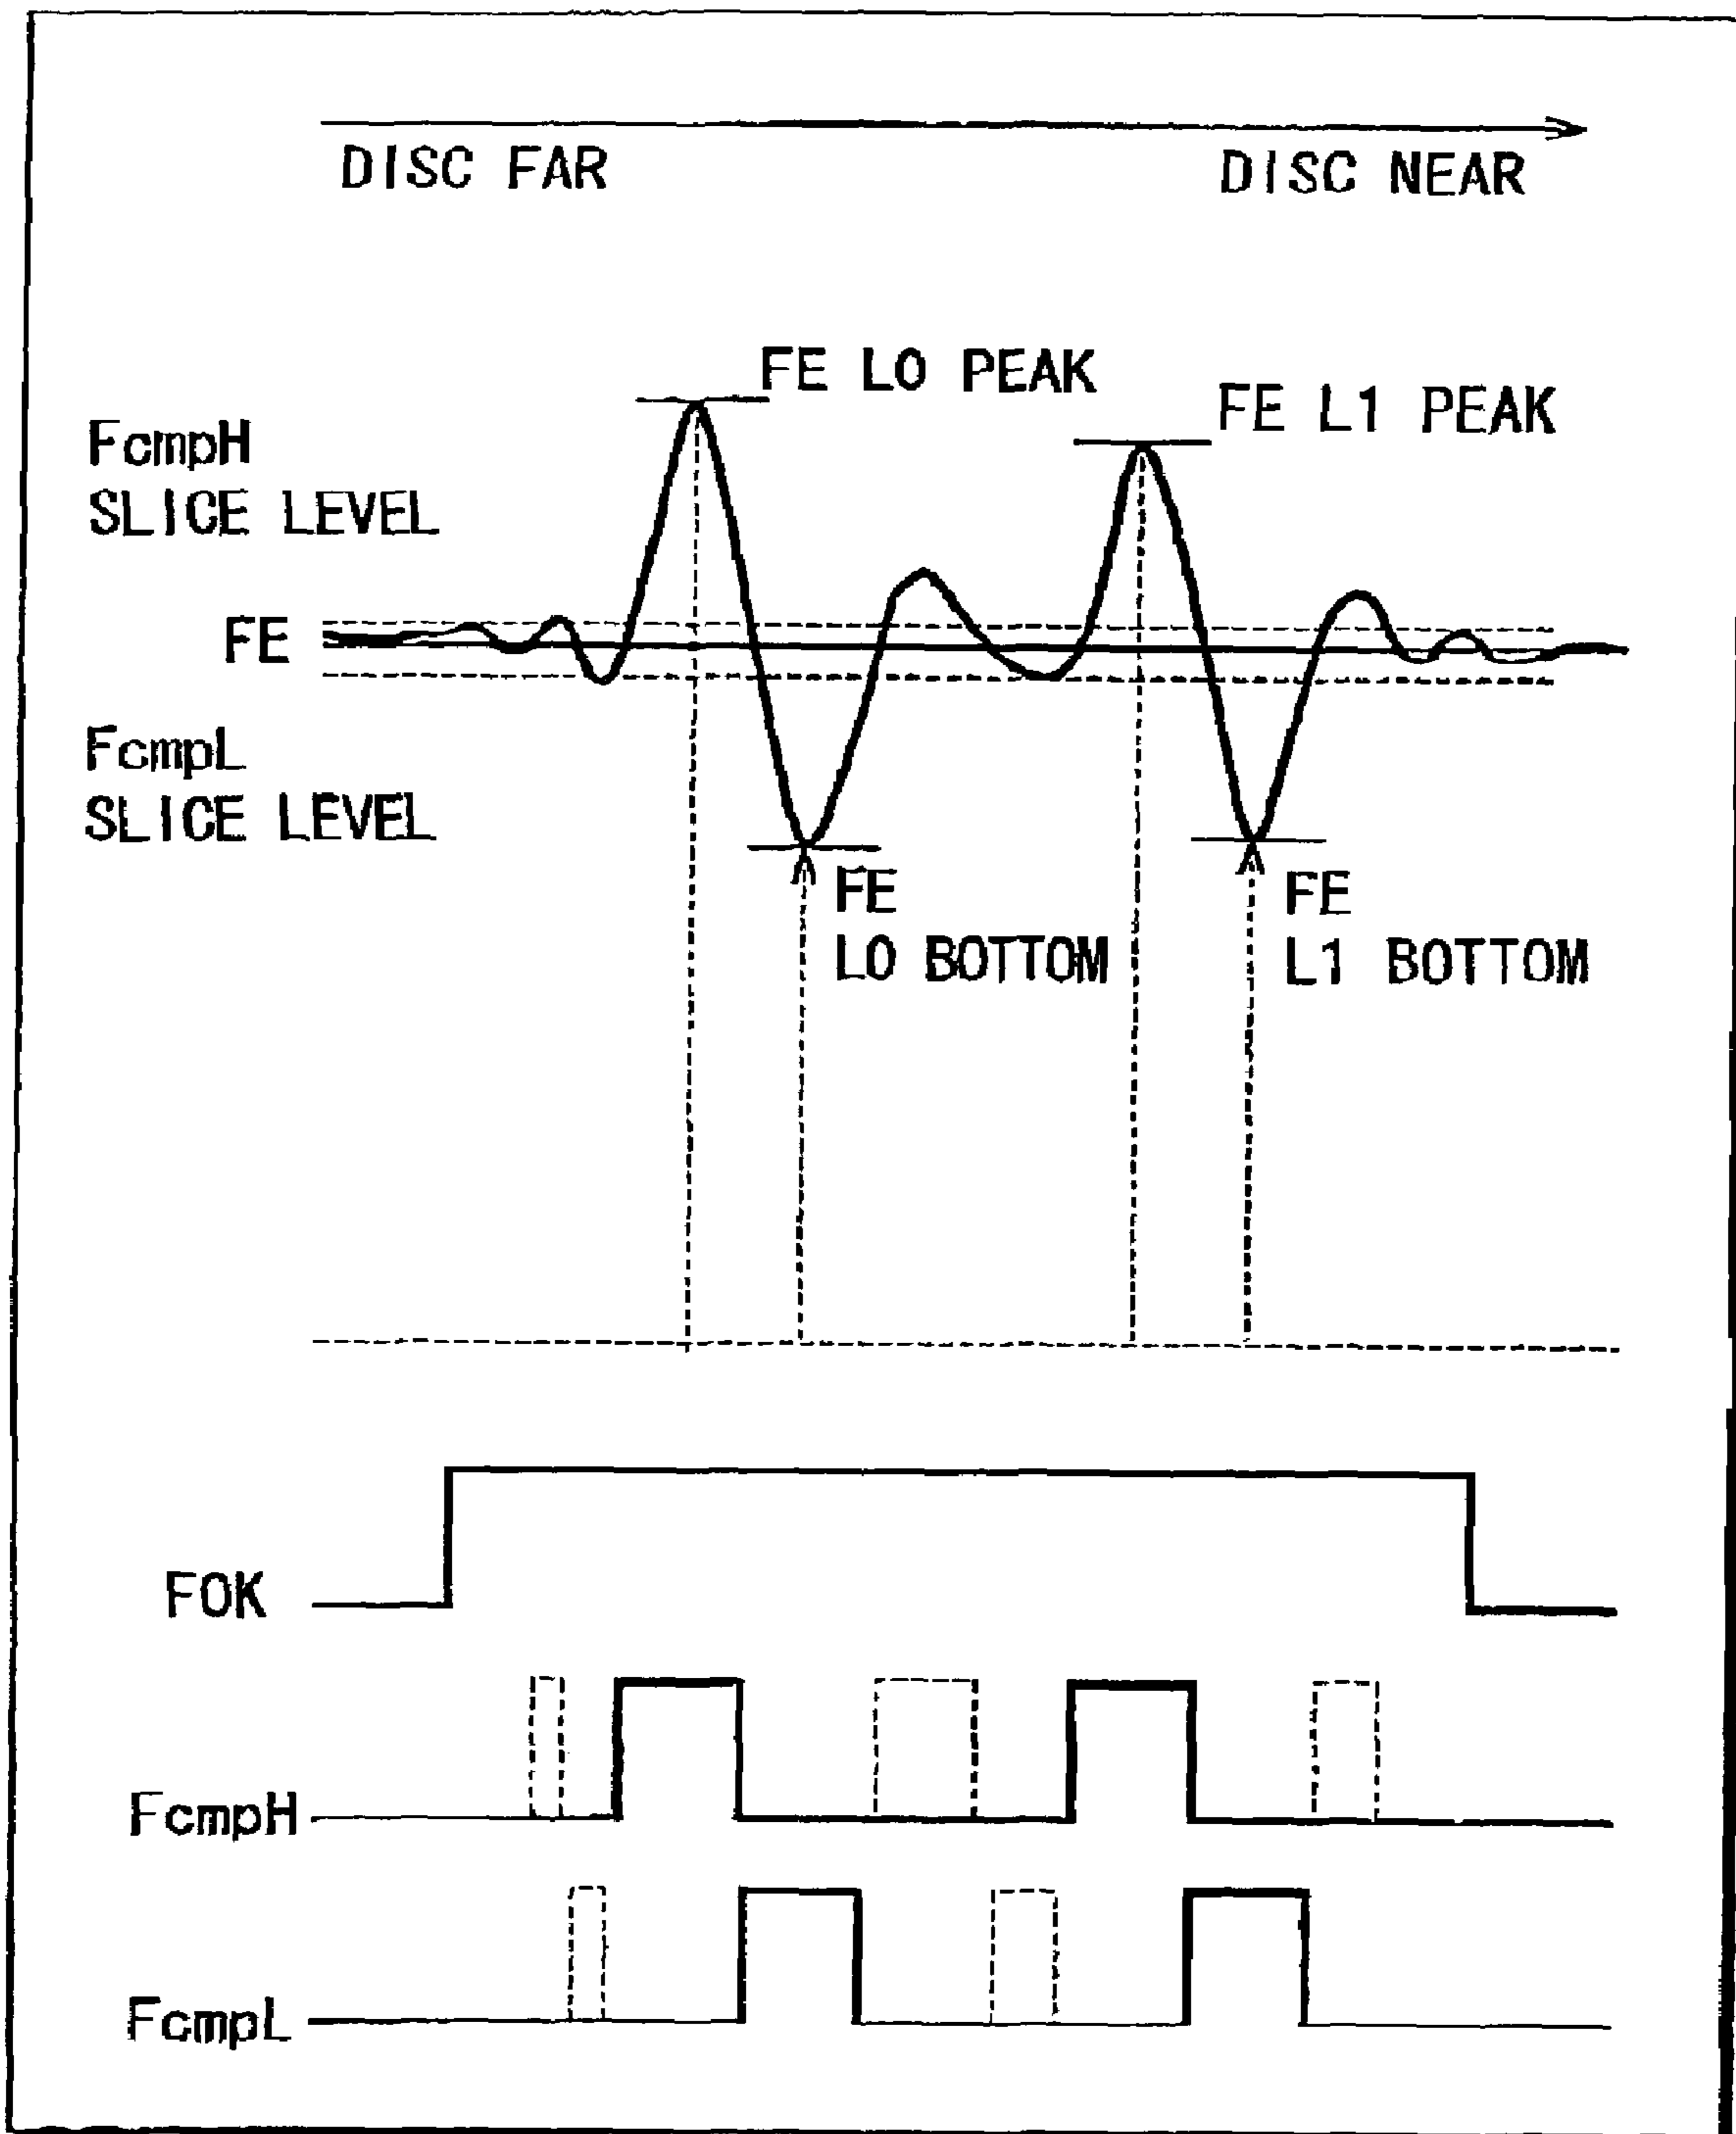 DISC FAR
DISC NEAR
FE L0 PEAK
FE L1 PEAK
FcmpH
SLICE LEVEL
FE
FcmpL
SLICE LEVEL
FE
L0 BOTTOM
FE
L1 BOTTOM
FOK
FcmpH
FcmpL